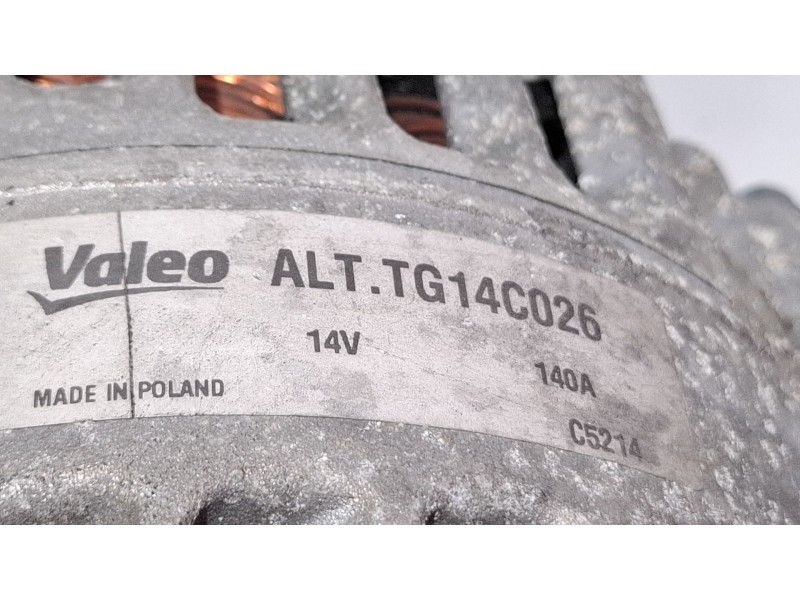 Valeo ALT.TG14C026
14V 140A
MADE IN POLAND C5214